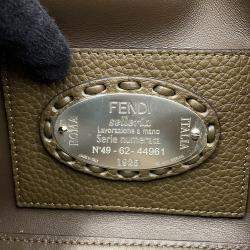 FENDI
selleria
Lavorazione a mano
Serie numerata
N°49-62-44961
ROMA
ITALIA
1925